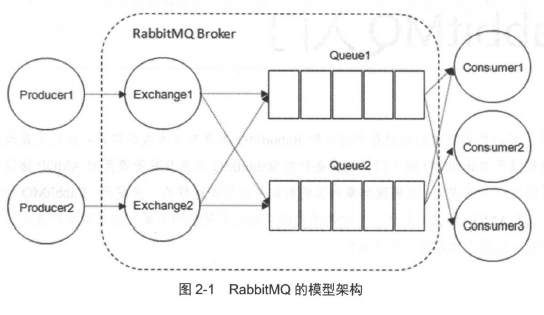 RabbitMQ Broker
Queue1
Producer1
Exchange1
Consumer1
Queue2
Consumer2
Producer2
Exchange2
Consumer3
图 2-1 RabbitMQ 的模型架构